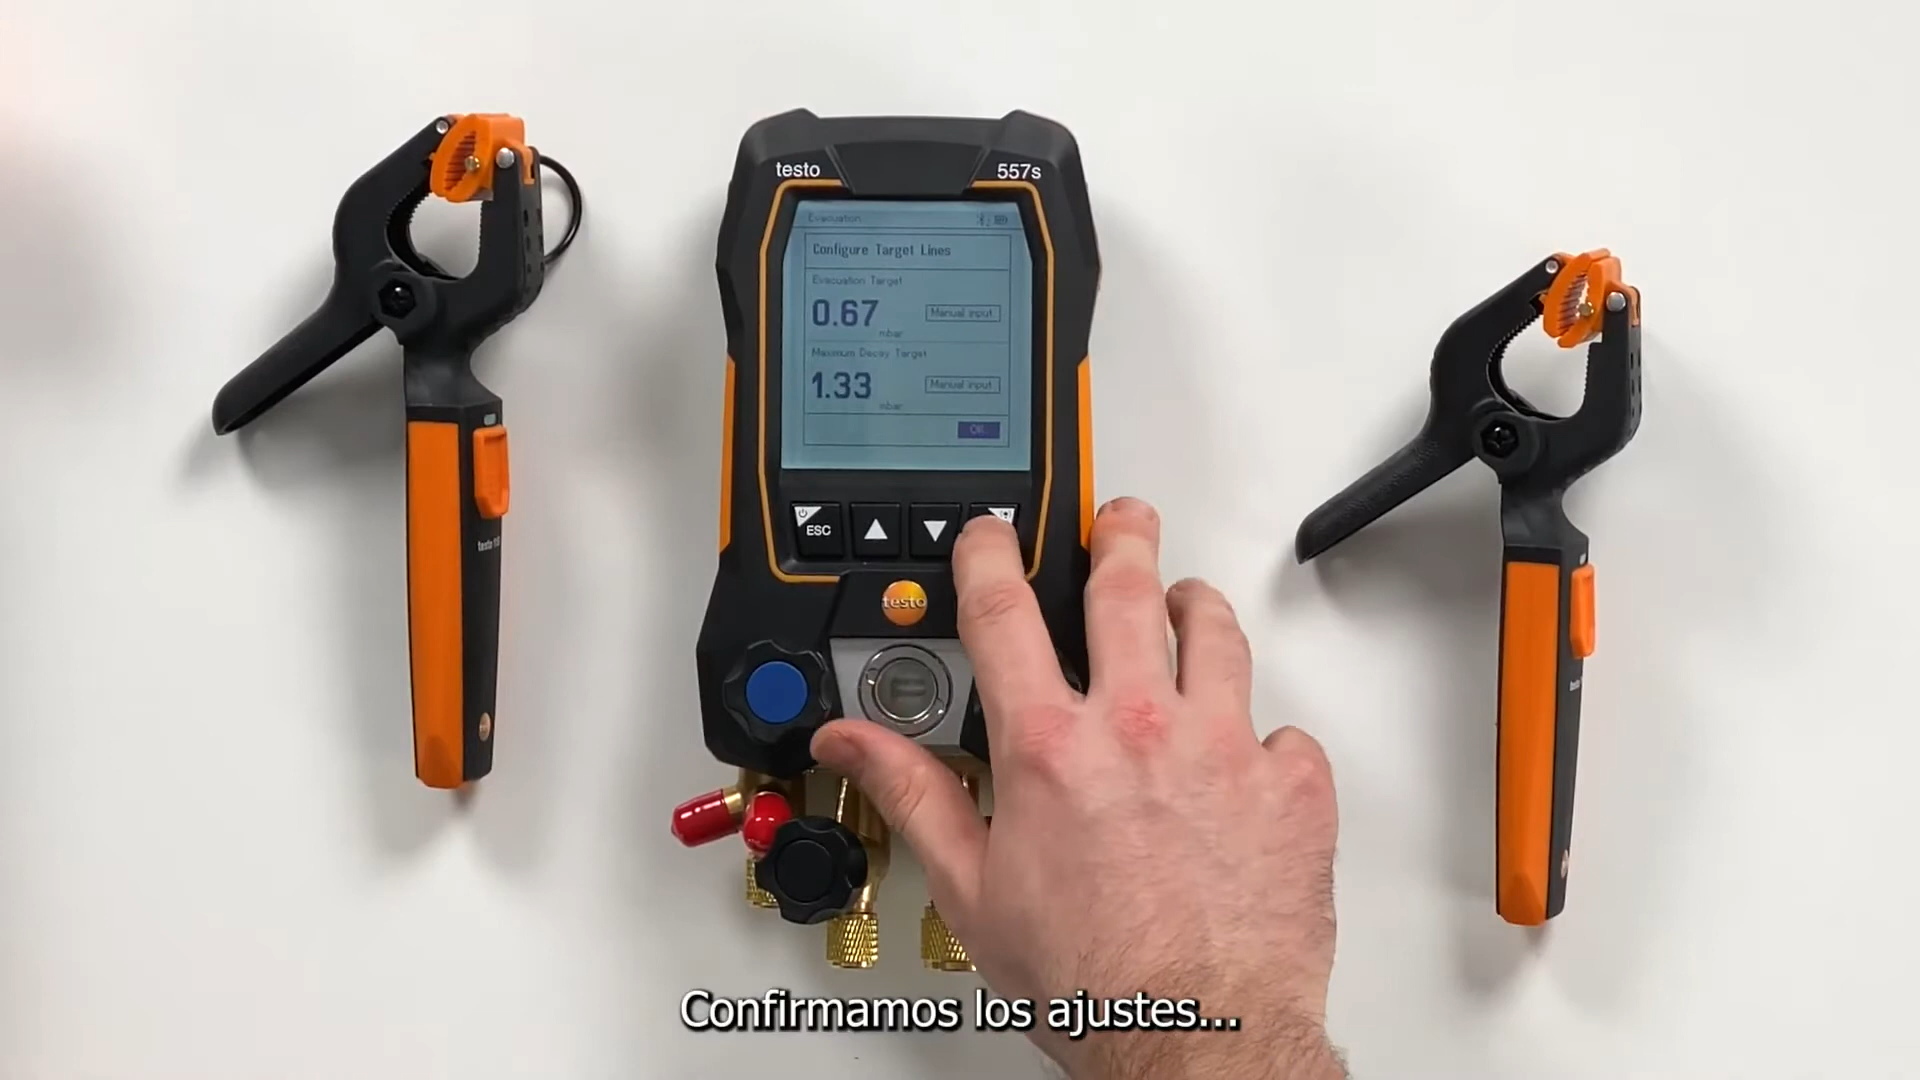 testo
557s
Evacuation
Configure Target Lines
Evacuation Target
0.67
mbar
Manual input
Maximum Decay Target
1.33
mbar
Manual input
OK
ESC
testo
testo
Confirmamos los ajustes...